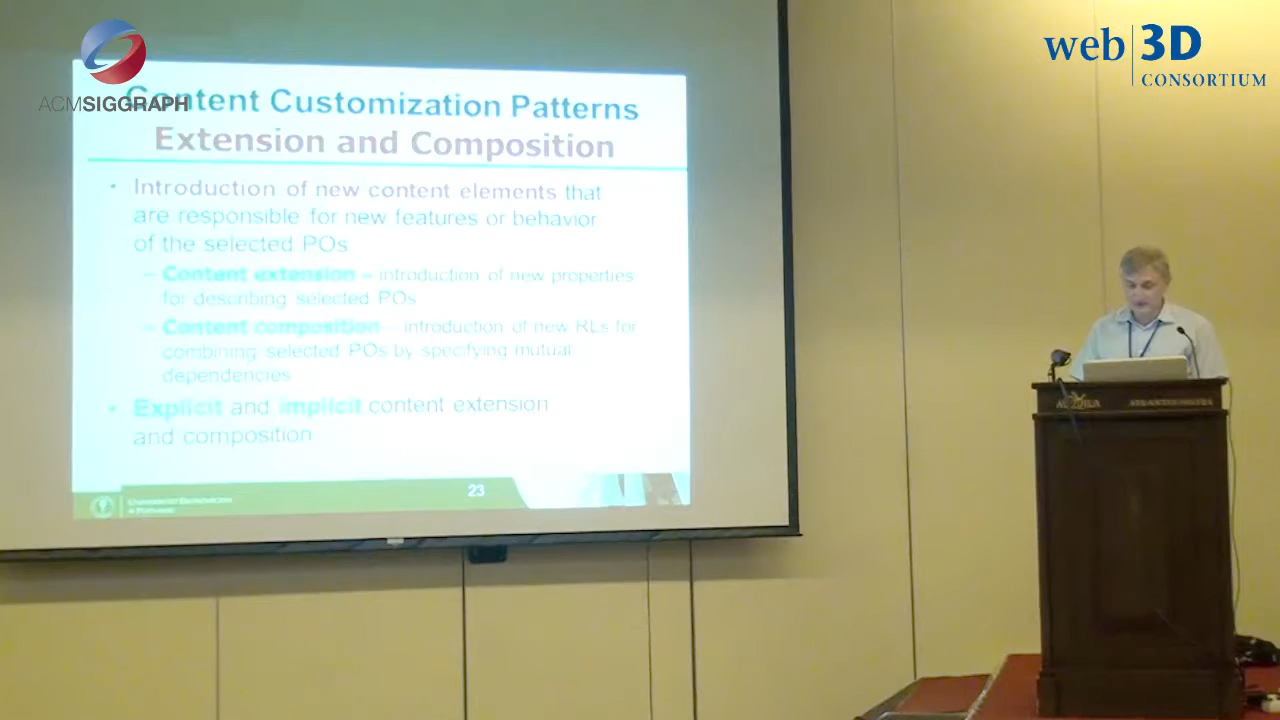 ACMSIGGRAPH
web 3D
CONSORTIUM
Content Customization Patterns
Extension and Composition
• Introduction of new content elements that
are responsible for new features or behavior
of the selected POs
– Content extension – introduction of new properties
for describing selected POs
– Content composition – introduction of new RLs for
combining selected POs by specifying mutual
dependencies
• Explicit and implicit content extension
and composition
23